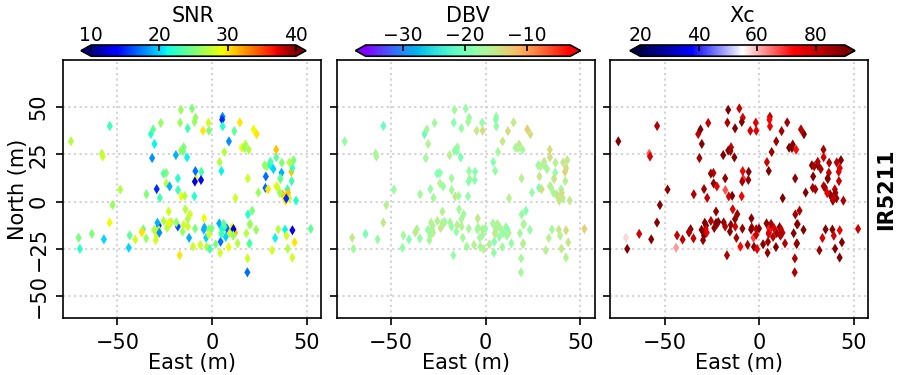 SNR DBV Xc
10 20 30 40 −30 −20 −10 20 40 60 80
50
25
0
−25
−50
North (m)
IR5211
−50 0 50 −50 0 50 −50 0 50
East (m) East (m) East (m)